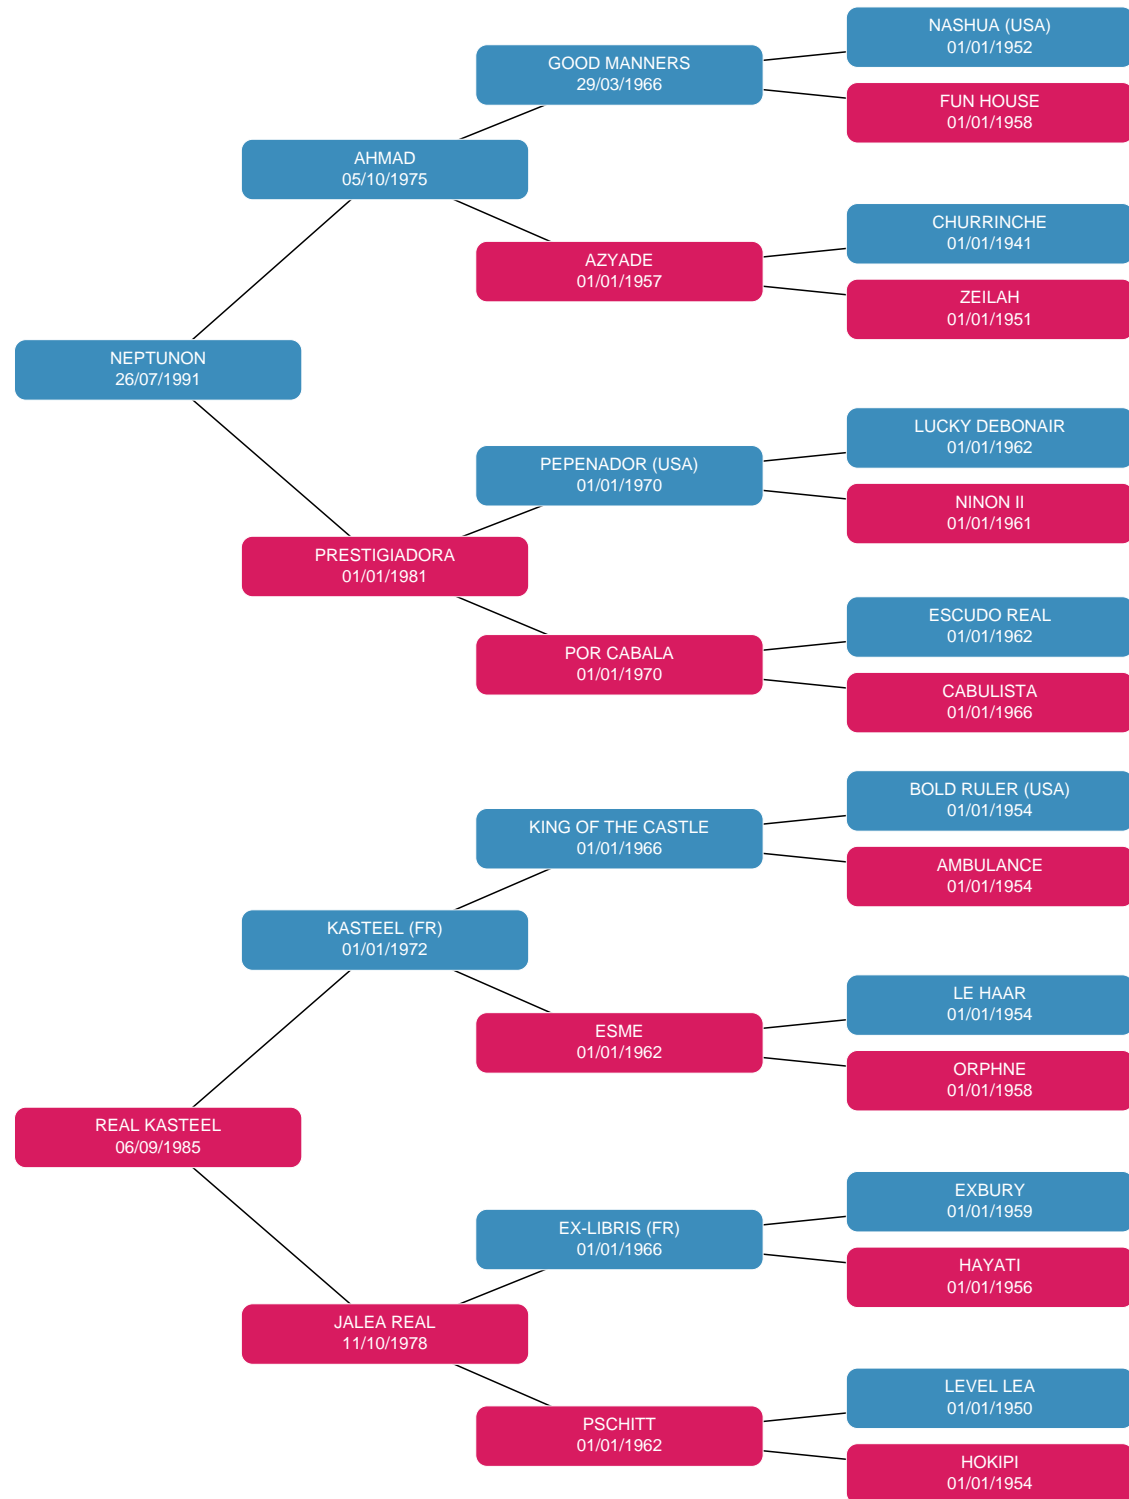 NASHUA (USA)
01/01/1952
GOOD MANNERS
29/03/1966
FUN HOUSE
01/01/1958
AHMAD
05/10/1975
CHURRINCHE
01/01/1941
AZYADE
01/01/1957
ZEILAH
01/01/1951
NEPTUNON
26/07/1991
LUCKY DEBONAIR
01/01/1962
PEPENADOR (USA)
01/01/1970
NINON II
01/01/1961
PRESTIGIADORA
01/01/1981
ESCUDO REAL
01/01/1962
POR CABALA
01/01/1970
CABULISTA
01/01/1966
BOLD RULER (USA)
01/01/1954
KING OF THE CASTLE
01/01/1966
AMBULANCE
01/01/1954
KASTEEL (FR)
01/01/1972
LE HAAR
01/01/1954
ESME
01/01/1962
ORPHNE
01/01/1958
REAL KASTEEL
06/09/1985
EXBURY
01/01/1959
EX-LIBRIS (FR)
01/01/1966
HAYATI
01/01/1956
JALEA REAL
11/10/1978
LEVEL LEA
01/01/1950
PSCHITT
01/01/1962
HOKIPI
01/01/1954